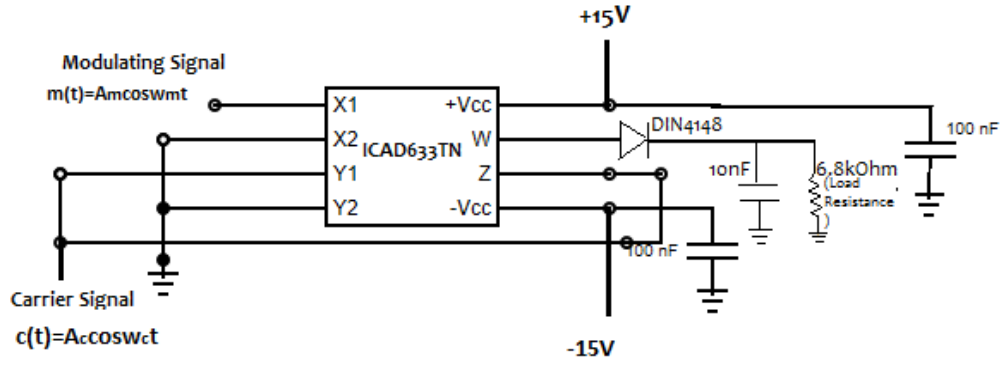 +15V
Modulating Signal
m(t)=Amcoswmt
X1
+Vcc
DIN4148
100 nF
X2
ICAD633TN
W
Y1
Z
10nF
6.8kOhm
(Load
Resistance
)
Y2
-Vcc
100 nF
Carrier Signal
c(t)=Accoswct
-15V